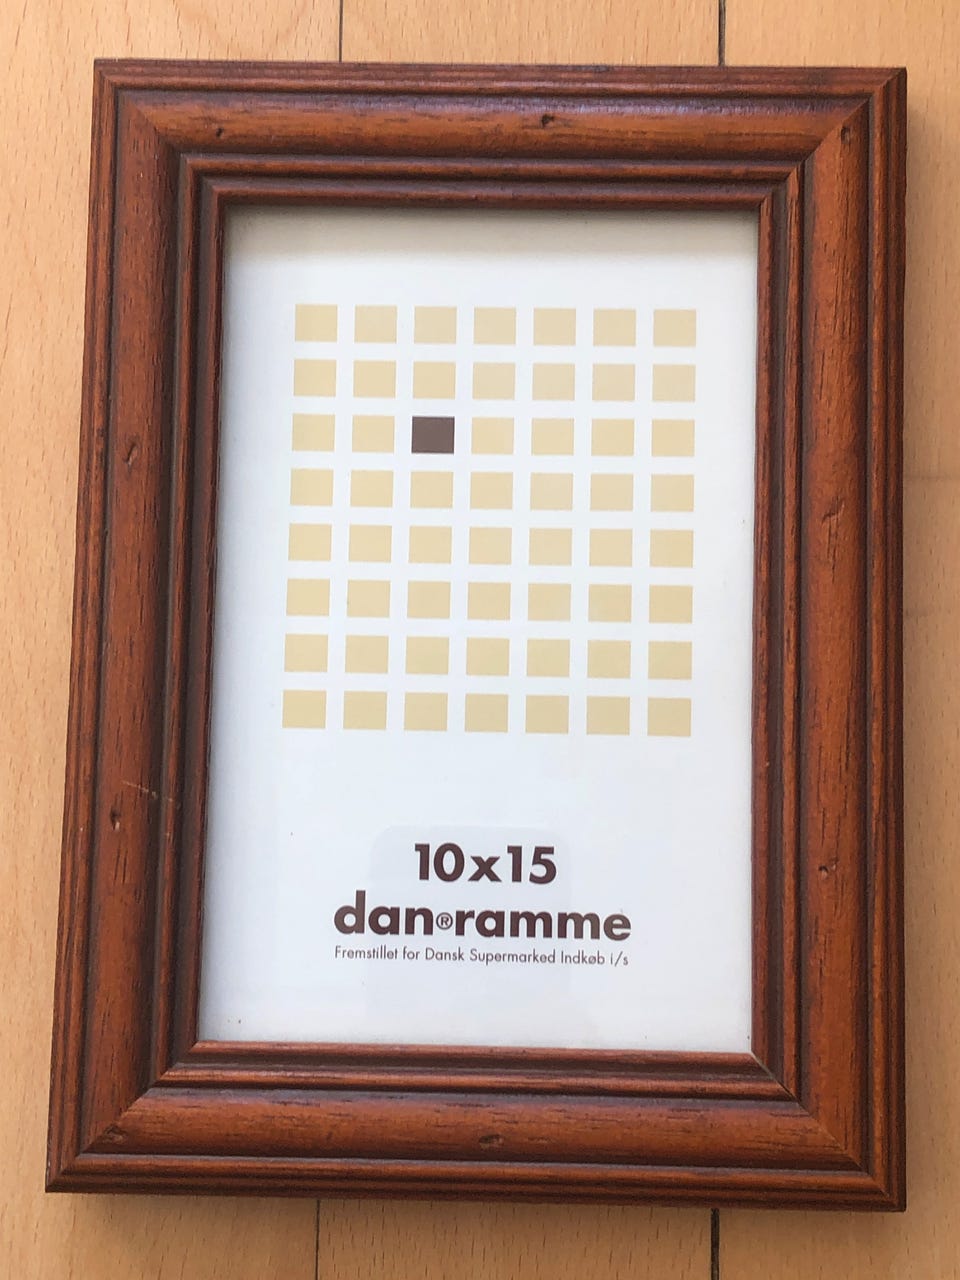 10x15
dan®ramme
Fremstillet for Dansk Supermarked Indkøb i/s